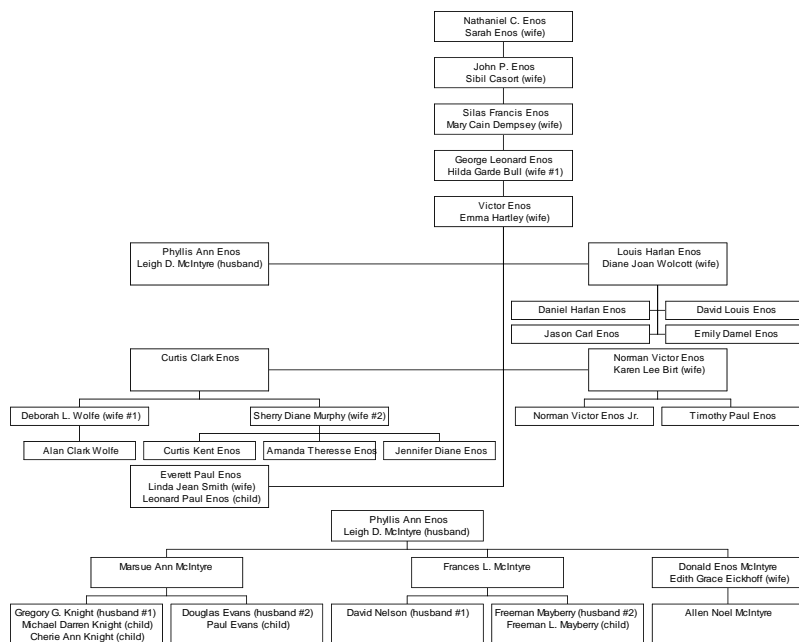 Nathaniel C. Enos
Sarah Enos (wife)
John P. Enos
Sibil Casort (wife)
Silas Francis Enos
Mary Cain Dempsey (wife)
George Leonard Enos
Hilda Garde Bull (wife #1)
Victor Enos
Emma Hartley (wife)
Phyllis Ann Enos
Leigh D. McIntyre (husband)
Louis Harlan Enos
Diane Joan Wolcott (wife)
Daniel Harlan Enos
David Louis Enos
Jason Carl Enos
Emily Darnel Enos
Curtis Clark Enos
Norman Victor Enos
Karen Lee Birt (wife)
Deborah L. Wolfe (wife #1)
Sherry Diane Murphy (wife #2)
Norman Victor Enos Jr.
Timothy Paul Enos
Alan Clark Wolfe
Curtis Kent Enos
Amanda Theresse Enos
Jennifer Diane Enos
Everett Paul Enos
Linda Jean Smith (wife)
Leonard Paul Enos (child)
Phyllis Ann Enos
Leigh D. McIntyre (husband)
Marsue Ann McIntyre
Frances L. McIntyre
Donald Enos McIntyre
Edith Grace Eickhoff (wife)
Gregory G. Knight (husband #1)
Michael Darren Knight (child)
Cherie Ann Knight (child)
Douglas Evans (husband #2)
Paul Evans (child)
David Nelson (husband #1)
Freeman Mayberry (husband #2)
Freeman L. Mayberry (child)
Allen Noel McIntyre